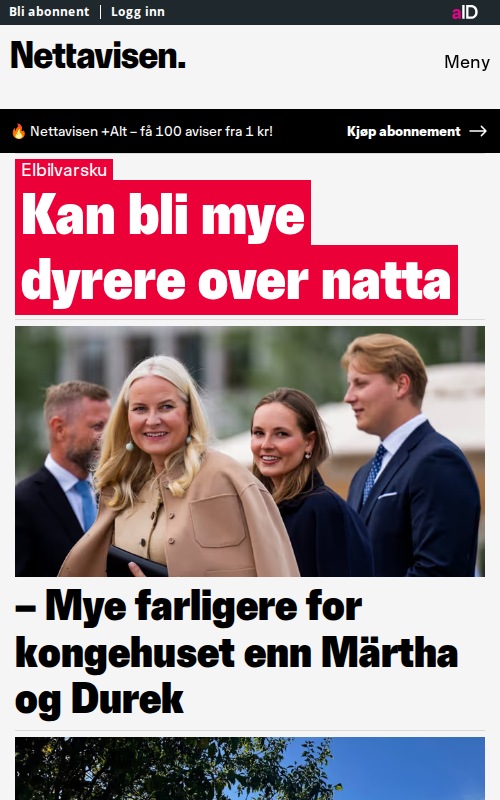 Bli abonnent
Logg inn
aID
Nettavisen.
Meny
🔥 Nettavisen +Alt – få 100 aviser fra 1 kr!
Kjøp abonnement →
Elbilvarsku
Kan bli mye
dyrere over natta
– Mye farligere for
kongehuset enn Märtha
og Durek